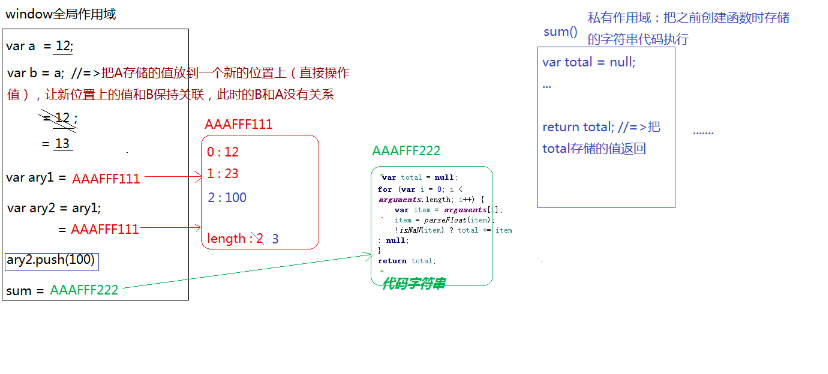 window全局作用域
var a = 12;
var b = a; //=>把A存储的值放到一个新的位置上（直接操作
值），让新位置上的值和B保持关联，此时的B和A没有关系
= 12 ;
= 13
var ary1 = AAAFFF111
var ary2 = ary1;
= AAAFFF111
ary2.push(100)
sum = AAAFFF222
AAAFFF111
0 : 12
1 : 23
2 : 100
length : 2 3
AAAFFF222
var total = null;
for (var i = 0; i <
arguments.length; i++) {
var item = arguments[i];
item = parseFloat(item);
!isNaN(item) ? total += item
: null;
}
return total;
代码字符串
sum()
私有作用域：把之前创建函数时存储
的字符串代码执行
var total = null;
...
return total; //=>把
total存储的值返回
.......